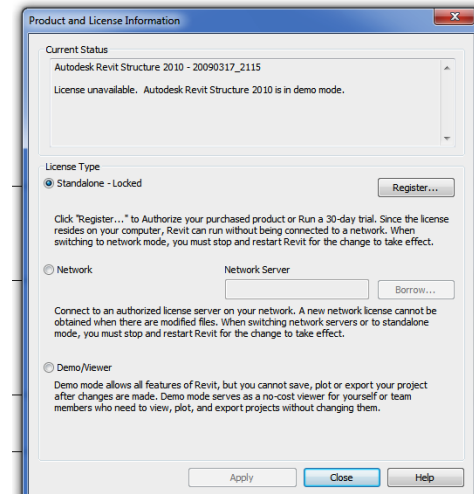 Product and License Information
Current Status
Autodesk Revit Structure 2010 - 20090317_2115
License unavailable. Autodesk Revit Structure 2010 is in demo mode.
License Type
Standalone - Locked
Register...
Click "Register..." to Authorize your purchased product or Run a 30-day trial. Since the license
resides on your computer, Revit can run without being connected to a network. When
switching to network mode, you must stop and restart Revit for the change to take effect.
Network
Network Server
Borrow...
Connect to an authorized license server on your network. A new network license cannot be
obtained when there are modified files. When switching network servers or to standalone
mode, you must stop and restart Revit for the change to take effect.
Demo/Viewer
Demo mode allows all features of Revit, but you cannot save, plot or export your project
after changes are made. Demo mode serves as a no-cost viewer for yourself or team
members who need to view, plot, and export projects without changing them.
Apply
Close
Help